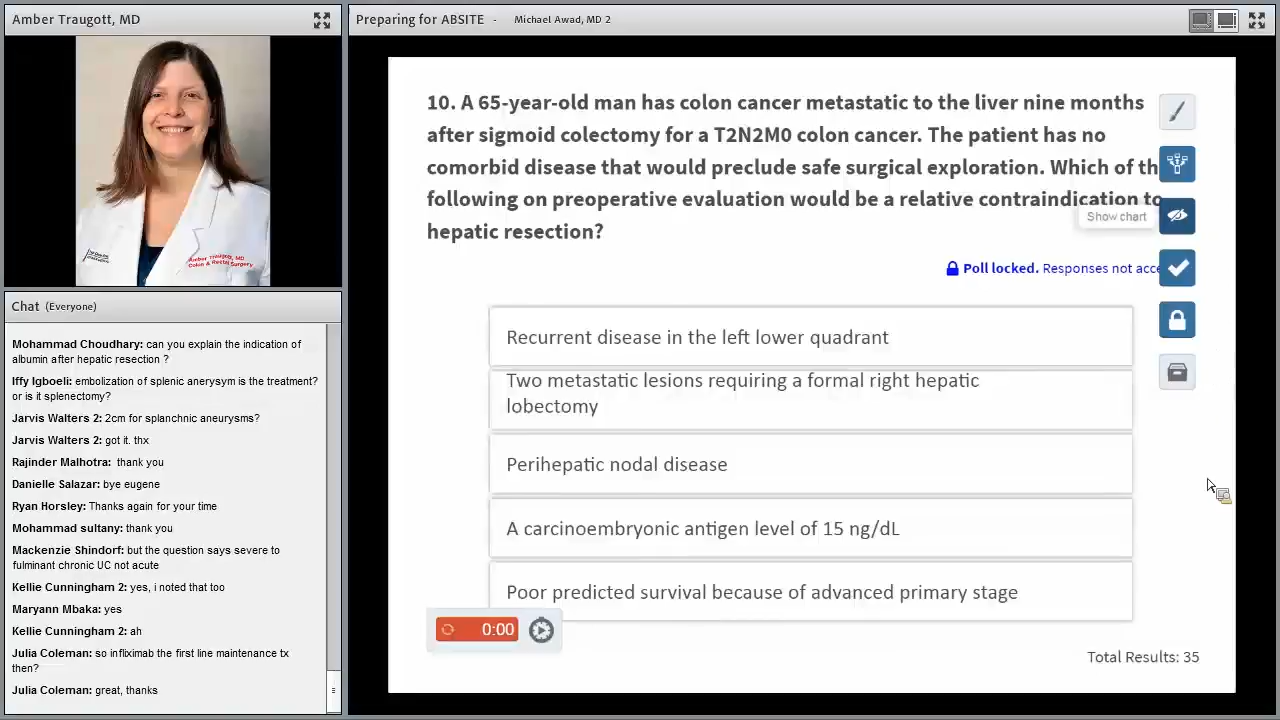 Amber Traugott, MD
Preparing for ABSITE - Michael Awad, MD 2
Amber Traugott, MD
Colon & Rectal Surgery
Chat (Everyone)
Mohammad Choudhary: can you explain the indication of
albumin after hepatic resection ?
Iffy Igboeli: embolization of splenic anerysym is the treatment?
or is it splenectomy?
Jarvis Walters 2: 2cm for splanchnic aneurysms?
Jarvis Walters 2: got it. thx
Rajinder Malhotra: thank you
Danielle Salazar: bye eugene
Ryan Horsley: Thanks again for your time
Mohammad sultany: thank you
Mackenzie Shindorf: but the question says severe to
fulminant chronic UC not acute
Kellie Cunningham 2: yes, i noted that too
Maryann Mbaka: yes
Kellie Cunningham 2: ah
Julia Coleman: so infliximab the first line maintenance tx
then?
Julia Coleman: great, thanks
10. A 65-year-old man has colon cancer metastatic to the liver nine months
after sigmoid colectomy for a T2N2M0 colon cancer. The patient has no
comorbid disease that would preclude safe surgical exploration. Which of th
following on preoperative evaluation would be a relative contraindication to
hepatic resection?
Show chart
Poll locked. Responses not acce
Recurrent disease in the left lower quadrant
Two metastatic lesions requiring a formal right hepatic
lobectomy
Perihepatic nodal disease
A carcinoembryonic antigen level of 15 ng/dL
Poor predicted survival because of advanced primary stage
0:00
Total Results: 35